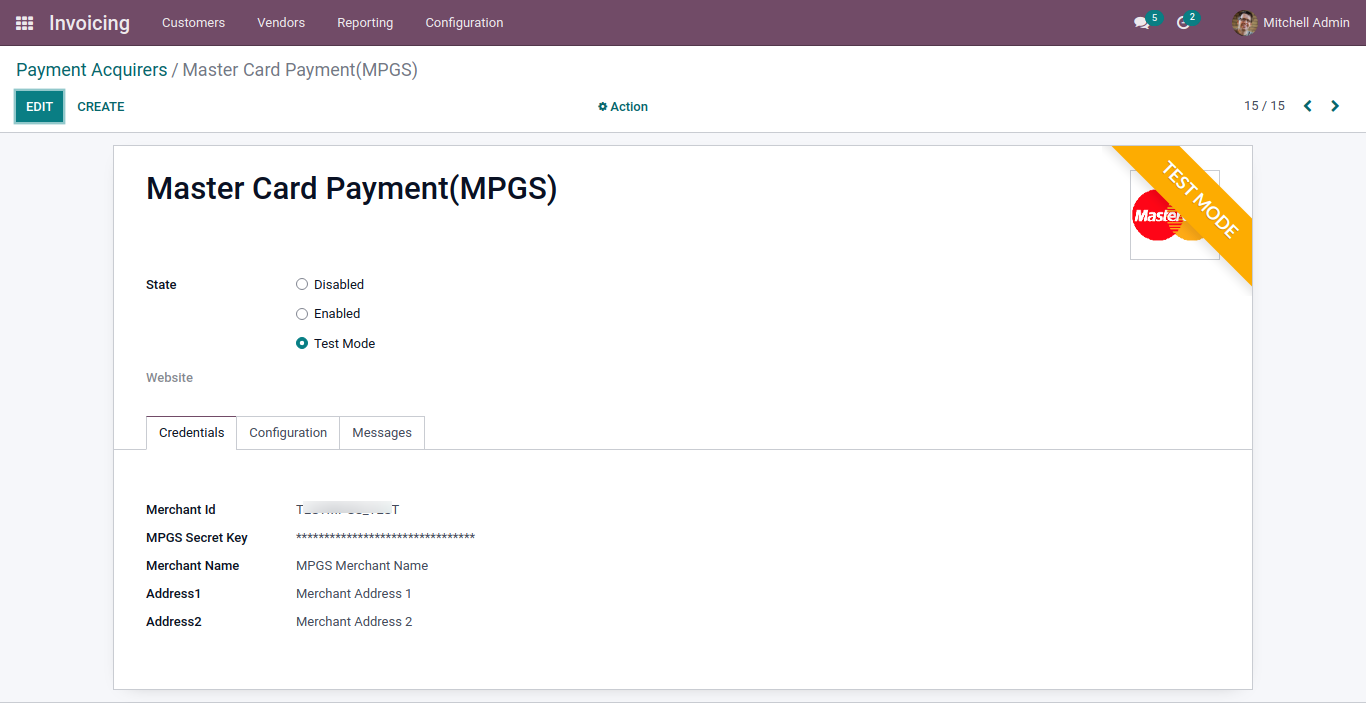 Invoicing Customers Vendors Reporting Configuration 5 2 Mitchell Admin
Payment Acquirers / Master Card Payment(MPGS)
EDIT CREATE Action 15 / 15
Master Card Payment(MPGS)
TEST MODE
Master
State Disabled
Enabled
Test Mode
Website
Credentials Configuration Messages
Merchant Id
MPGS Secret Key ********************************
Merchant Name MPGS Merchant Name
Address1 Merchant Address 1
Address2 Merchant Address 2